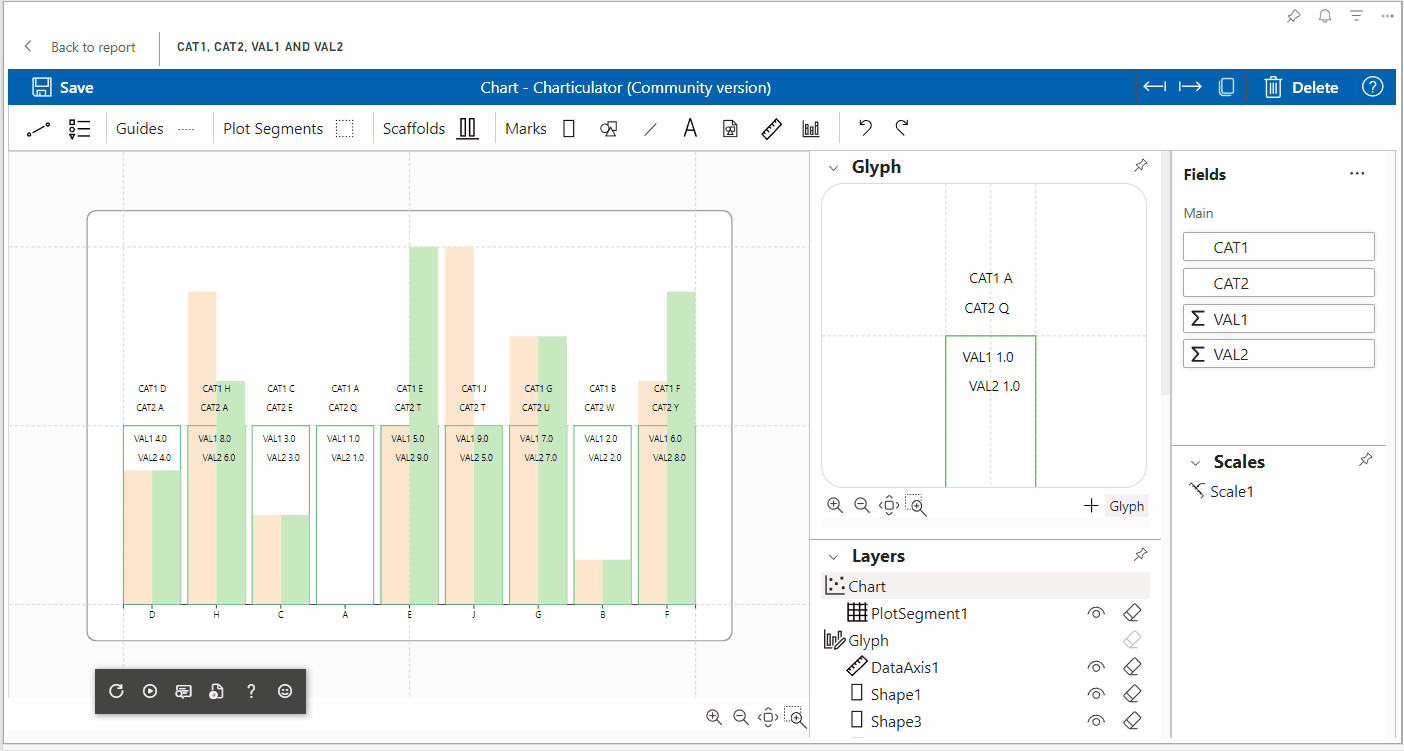 Back to report
CAT1, CAT2, VAL1 AND VAL2
Save
Chart - Charticulator (Community version)
Delete
Guides
Plot Segments
Scaffolds
Marks
CAT1 D CAT1 H CAT1 C CAT1 A CAT1 E CAT1 J CAT1 G CAT1 B CAT1 F
CAT2 A CAT2 A CAT2 E CAT2 Q CAT2 T CAT2 T CAT2 U CAT2 W CAT2 Y
VAL1 4.0 VAL1 8.0 VAL1 3.0 VAL1 1.0 VAL1 5.0 VAL1 9.0 VAL1 7.0 VAL1 2.0 VAL1 6.0
VAL2 4.0 VAL2 6.0 VAL2 3.0 VAL2 1.0 VAL2 9.0 VAL2 5.0 VAL2 7.0 VAL2 2.0 VAL2 8.0
D H C A E J G B F
Glyph
CAT1 A
CAT2 Q
VAL1 1.0
VAL2 1.0
Glyph
Layers
Chart
PlotSegment1
Glyph
DataAxis1
Shape1
Shape3
Fields
Main
CAT1
CAT2
Σ VAL1
Σ VAL2
Scales
Scale1